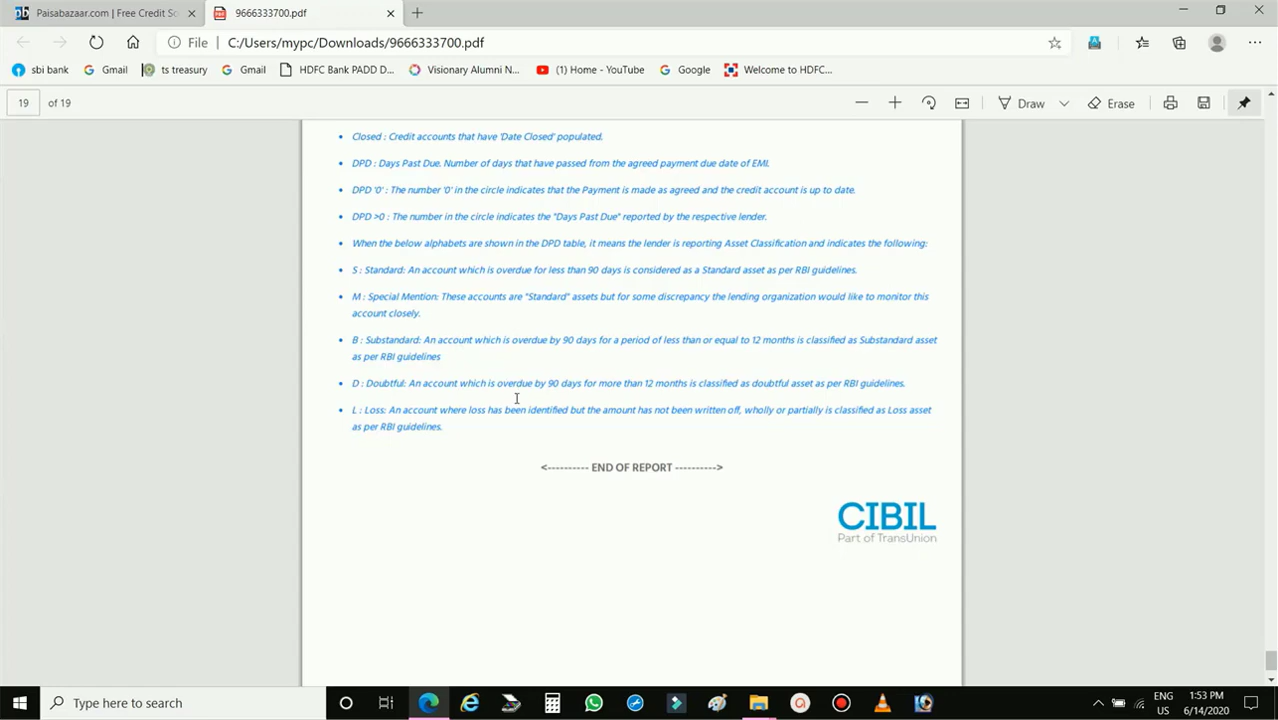 Paisabazaar.com | Free Credit Sc
9666333700.pdf
File
C:/Users/mypc/Downloads/9666333700.pdf
sbi bank
Gmail
ts treasury
Gmail
HDFC Bank PADD D...
Visionary Alumni N...
(1) Home - YouTube
Google
Welcome to HDFC...
19 of 19
Draw
Erase
Closed : Credit accounts that have 'Date Closed' populated.
DPD : Days Past Due. Number of days that have passed from the agreed payment due date of EMI.
DPD '0' : The number '0' in the circle indicates that the Payment is made as agreed and the credit account is up to date.
DPD >0 : The number in the circle indicates the "Days Past Due" reported by the respective lender.
When the below alphabets are shown in the DPD table, it means the lender is reporting Asset Classification and indicates the following:
S : Standard: An account which is overdue for less than 90 days is considered as a Standard asset as per RBI guidelines.
M : Special Mention: These accounts are "Standard" assets but for some discrepancy the lending organization would like to monitor this
account closely.
B : Substandard: An account which is overdue by 90 days for a period of less than or equal to 12 months is classified as Substandard asset
as per RBI guidelines
D : Doubtful: An account which is overdue by 90 days for more than 12 months is classified as doubtful asset as per RBI guidelines.
L : Loss: An account where loss has been identified but the amount has not been written off, wholly or partially is classified as Loss asset
as per RBI guidelines.
<---------- END OF REPORT ---------->
CIBIL
Part of TransUnion
Type here to search
ENG
US
1:53 PM
6/14/2020